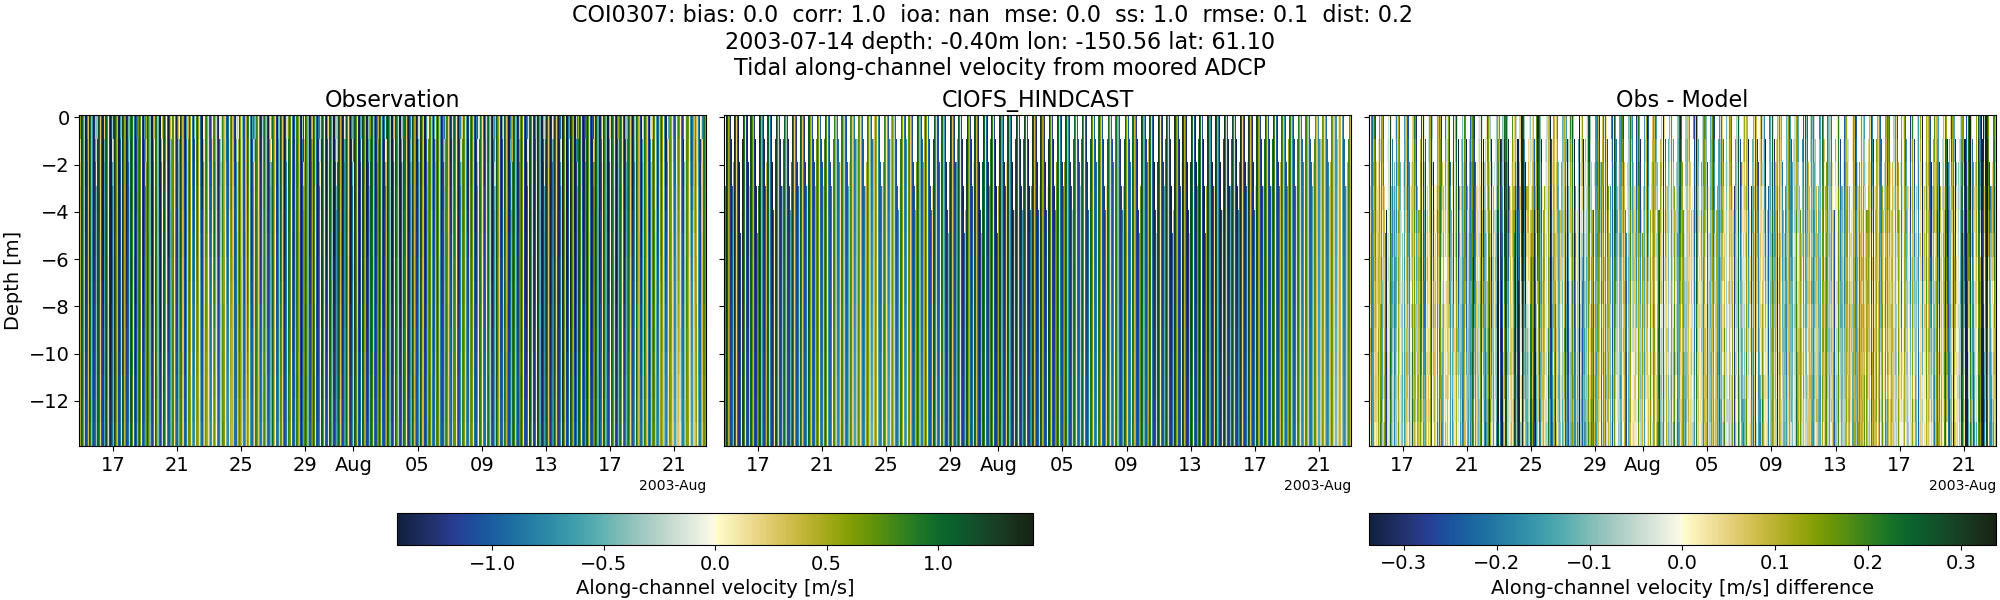 COI0307: bias: 0.0  corr: 1.0  ioa: nan  mse: 0.0  ss: 1.0  rmse: 0.1  dist: 0.2
2003-07-14 depth: -0.40m lon: -150.56 lat: 61.10
Tidal along-channel velocity from moored ADCP
Observation
CIOFS_HINDCAST
Obs - Model
Depth [m]
0
−2
−4
−6
−8
−10
−12
17 21 25 29 Aug 05 09 13 17 21
2003-Aug
17 21 25 29 Aug 05 09 13 17 21
2003-Aug
17 21 25 29 Aug 05 09 13 17 21
2003-Aug
−1.0 −0.5 0.0 0.5 1.0
Along-channel velocity [m/s]
−0.3 −0.2 −0.1 0.0 0.1 0.2 0.3
Along-channel velocity [m/s] difference